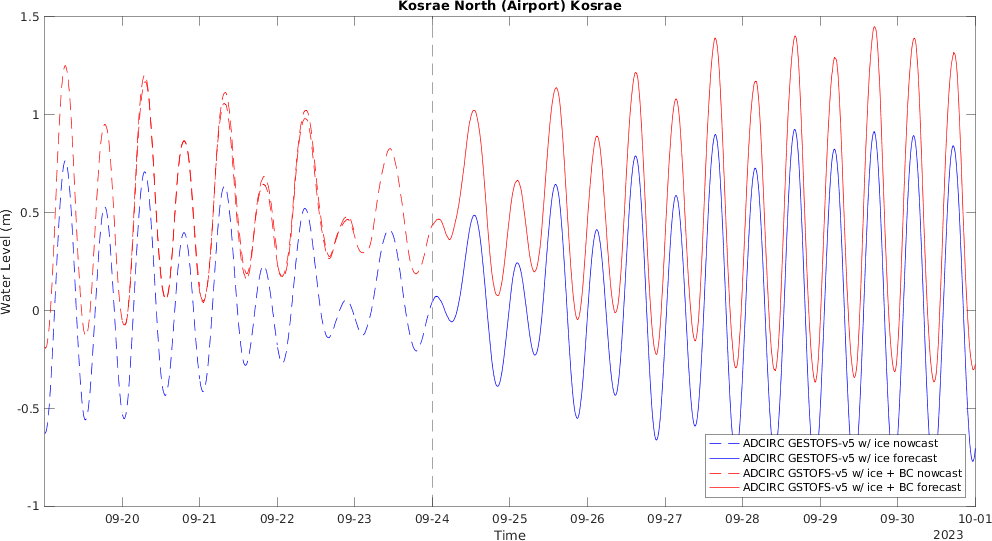 Kosrae North (Airport) Kosrae
1.5
1
0.5
0
-0.5
-1
Water Level (m)
ADCIRC GESTOFS-v5 w/ ice nowcast
ADCIRC GESTOFS-v5 w/ ice forecast
ADCIRC GSTOFS-v5 w/ ice + BC nowcast
ADCIRC GSTOFS-v5 w/ ice + BC forecast
09-20 09-21 09-22 09-23 09-24 09-25 09-26 09-27 09-28 09-29 09-30 10-01
Time
2023